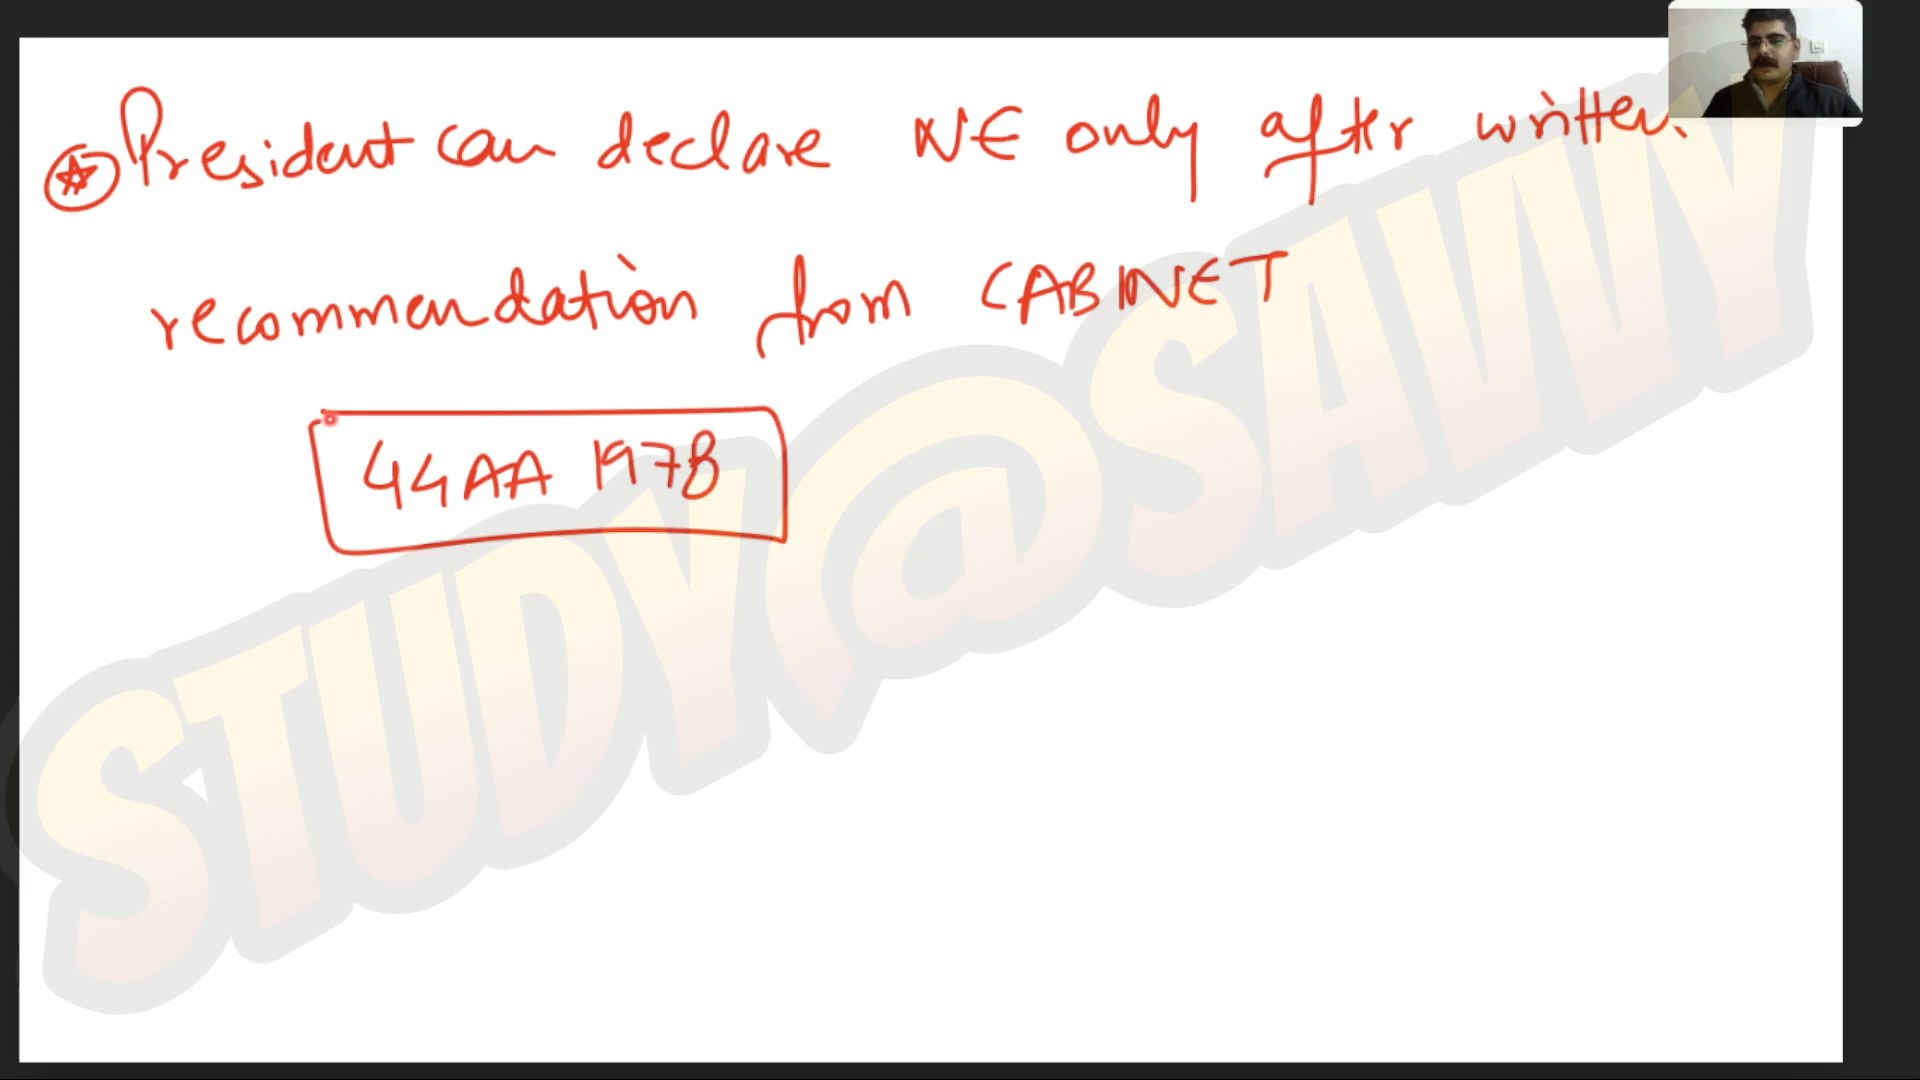 President can declare NE only after written
recommendation from CABINET
44AA 1978
STUDY@SAVVY